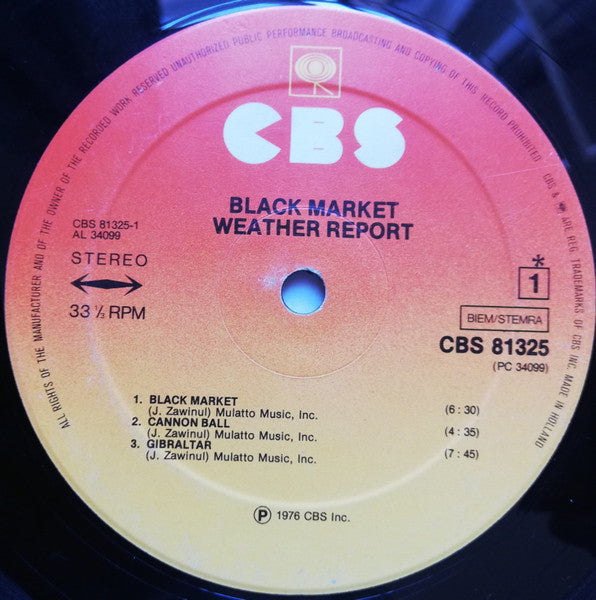 ALL RIGHTS OF THE MANUFACTURER AND OF THE OWNER OF THE RECORDED WORK RESERVED UNAUTHORIZED PUBLIC PERFORMANCE BROADCASTING AND COPYING OF THIS RECORD PROHIBITED
CBS & ARE REG. TRADEMARKS OF CBS INC. MADE IN HOLLAND
CBS
BLACK MARKET
WEATHER REPORT
CBS 81325-1
AL 34099
STEREO
33 ⅓ RPM
*
1
BIEM/STEMRA
CBS 81325
(PC 34099)
1. BLACK MARKET (6 : 30)
(J. Zawinul) Mulatto Music, Inc.
2. CANNON BALL (4 : 35)
(J. Zawinul) Mulatto Music, Inc.
3. GIBRALTAR (7 : 45)
(J. Zawinul) Mulatto Music, Inc.
℗ 1976 CBS Inc.